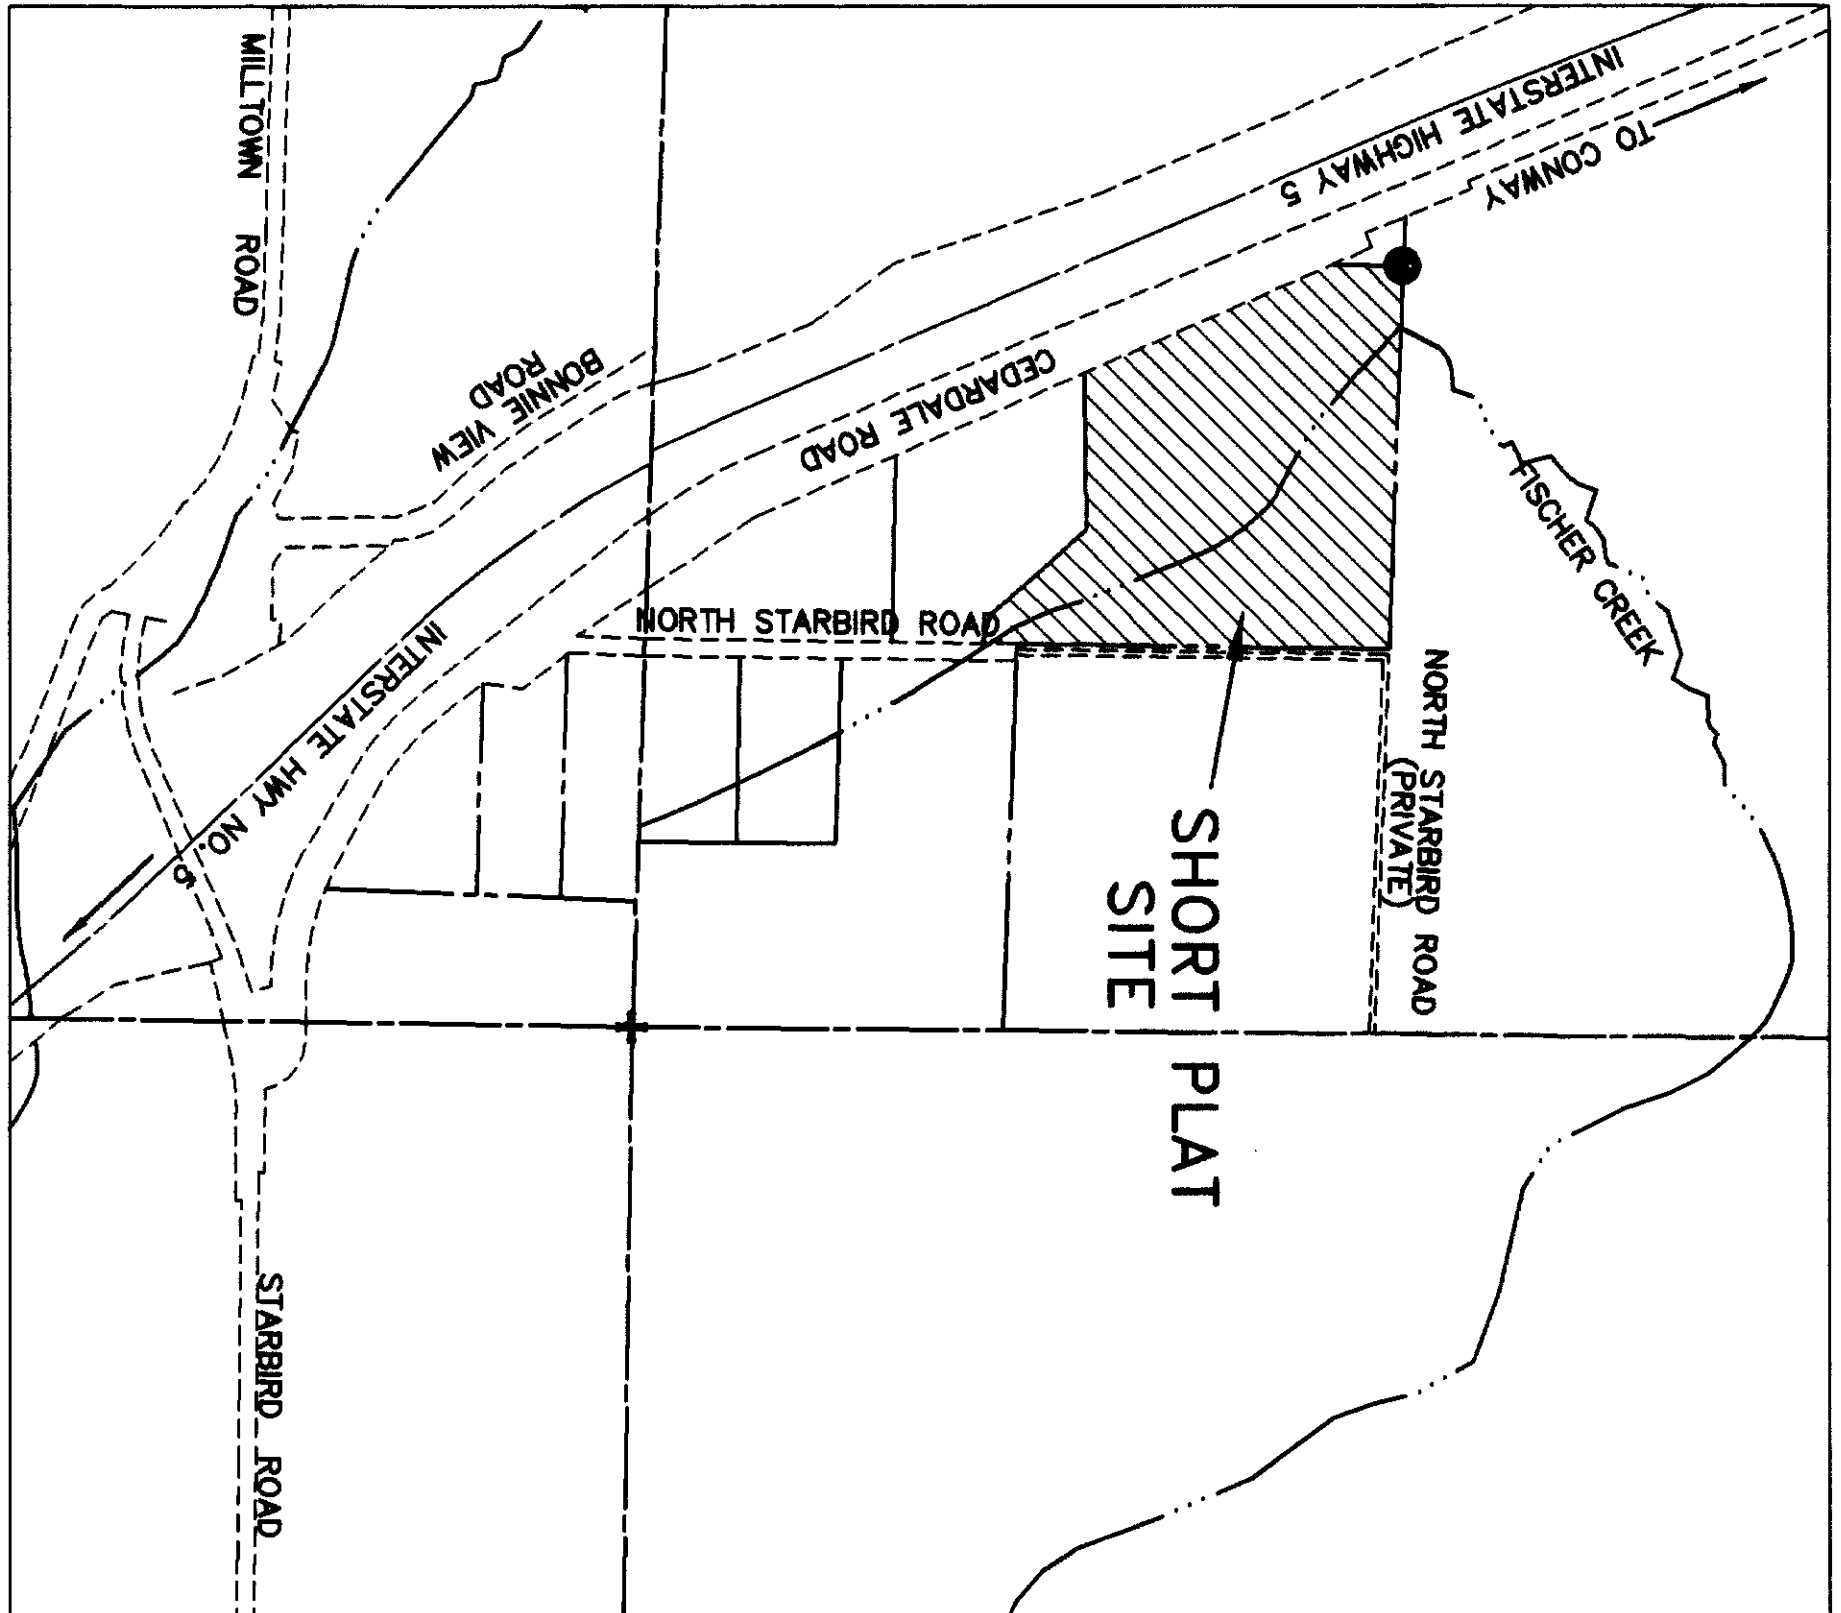 MILLTOWN ROAD
INTERSTATE HIGHWAY 5
TO CONWAY
BONNIE VIEW
ROAD
CEDARDALE ROAD
FISCHER CREEK
NORTH STARBIRD ROAD
INTERSTATE HWY NO. 5
NORTH STARBIRD ROAD
(PRIVATE)
SHORT PLAT
SITE
STARBIRD ROAD